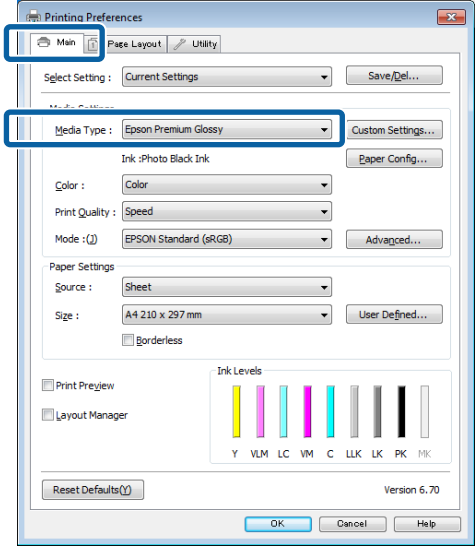 Printing Preferences
Main Page Layout Utility
Select Setting : Current Settings Save/Del...
Media Settings
Media Type : Epson Premium Glossy Custom Settings...
Ink :Photo Black Ink Paper Config...
Color : Color
Print Quality : Speed
Mode :(J) EPSON Standard (sRGB) Advanced...
Paper Settings
Source : Sheet
Size : A4 210 x 297 mm User Defined...
Borderless
Ink Levels
Print Preview
Layout Manager
Y VLM LC VM C LLK LK PK MK
Reset Defaults(Y) Version 6.70
OK Cancel Help